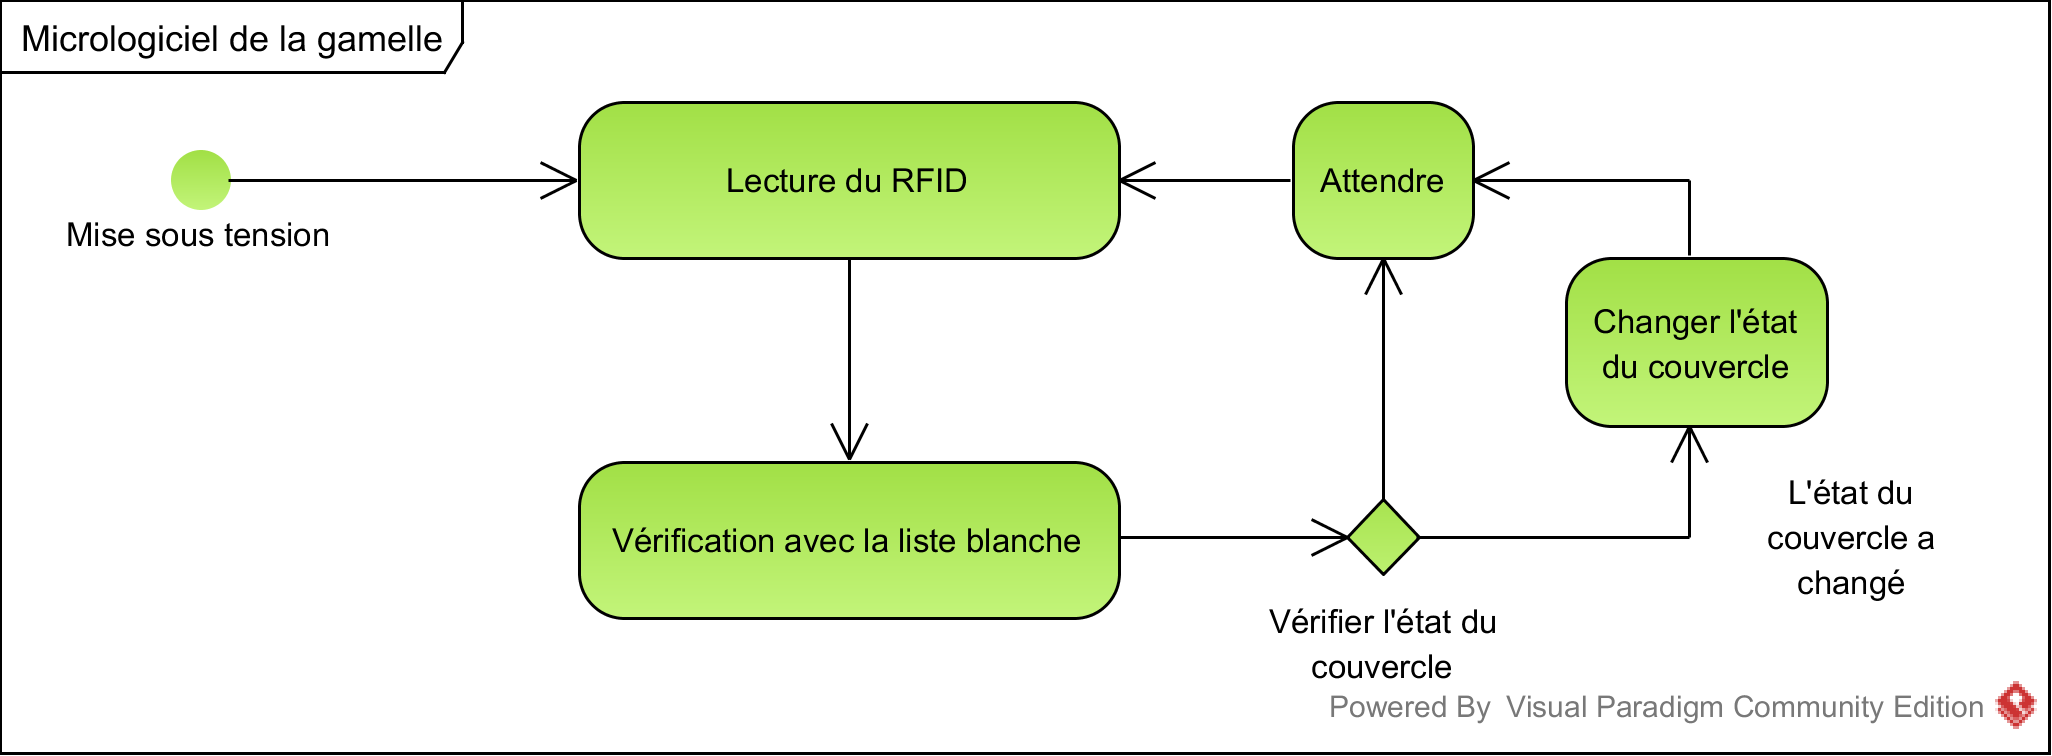 Micrologiciel de la gamelle
Mise sous tension
Lecture du RFID
Attendre
Changer l'état
du couvercle
Vérification avec la liste blanche
Vérifier l'état du
couvercle
L'état du
couvercle a
changé
Powered By Visual Paradigm Community Edition